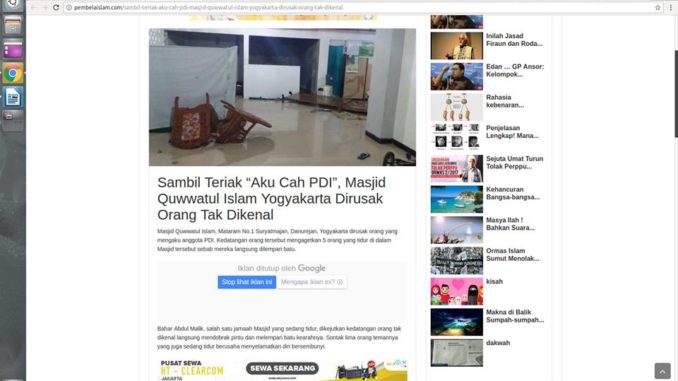 pembelaislam.com/sambil-teriak-aku-cah-pdi-masjid-quwwatul-islam-yogyakarta-dirusak-orang-tak-dikenal
Sambil Teriak “Aku Cah PDI”, Masjid
Quwwatul Islam Yogyakarta Dirusak
Orang Tak Dikenal
Masjid Quwwatul Islam, Mataram No.1 Suryatmajan, Danurejan, Yogyakarta dirusak orang yang
mengaku anggota PDI. Kedatangan orang tersebut mengagetkan 5 orang yang tidur di dalam
Masjid tersebut sebab mereka langsung dilempari batu.
Iklan ditutup oleh Google
Stop lihat iklan ini
Mengapa iklan ini?
Bahar Abdul Malik, salah satu jamaah Masjid yang sedang tidur, dikejutkan kedatangan orang tak
dikenal langsung mendobrak pintu dan melempari batu kearahnya. Sontak lima orang temannya
yang juga sedang tidur berusaha menyelamatkan diri bersembunyi.
PUSAT SEWA
HT - CLEARCOM
JAKARTA
SEWA SEKARANG
Inilah Jasad
Firaun dan Roda...
Edan … GP Ansor:
Kelompok...
Rahasia
kebenaran...
Penjelasan
Lengkap! Mana...
Sejuta Umat Turun
Tolak Perppu...
Kehancuran
Bangsa-bangsa...
Masya Ilah !
Bahkan Suara...
Ormas Islam
Sumut Menolak...
kisah
Makna di Balik
Sumpah-sumpah...
dakwah